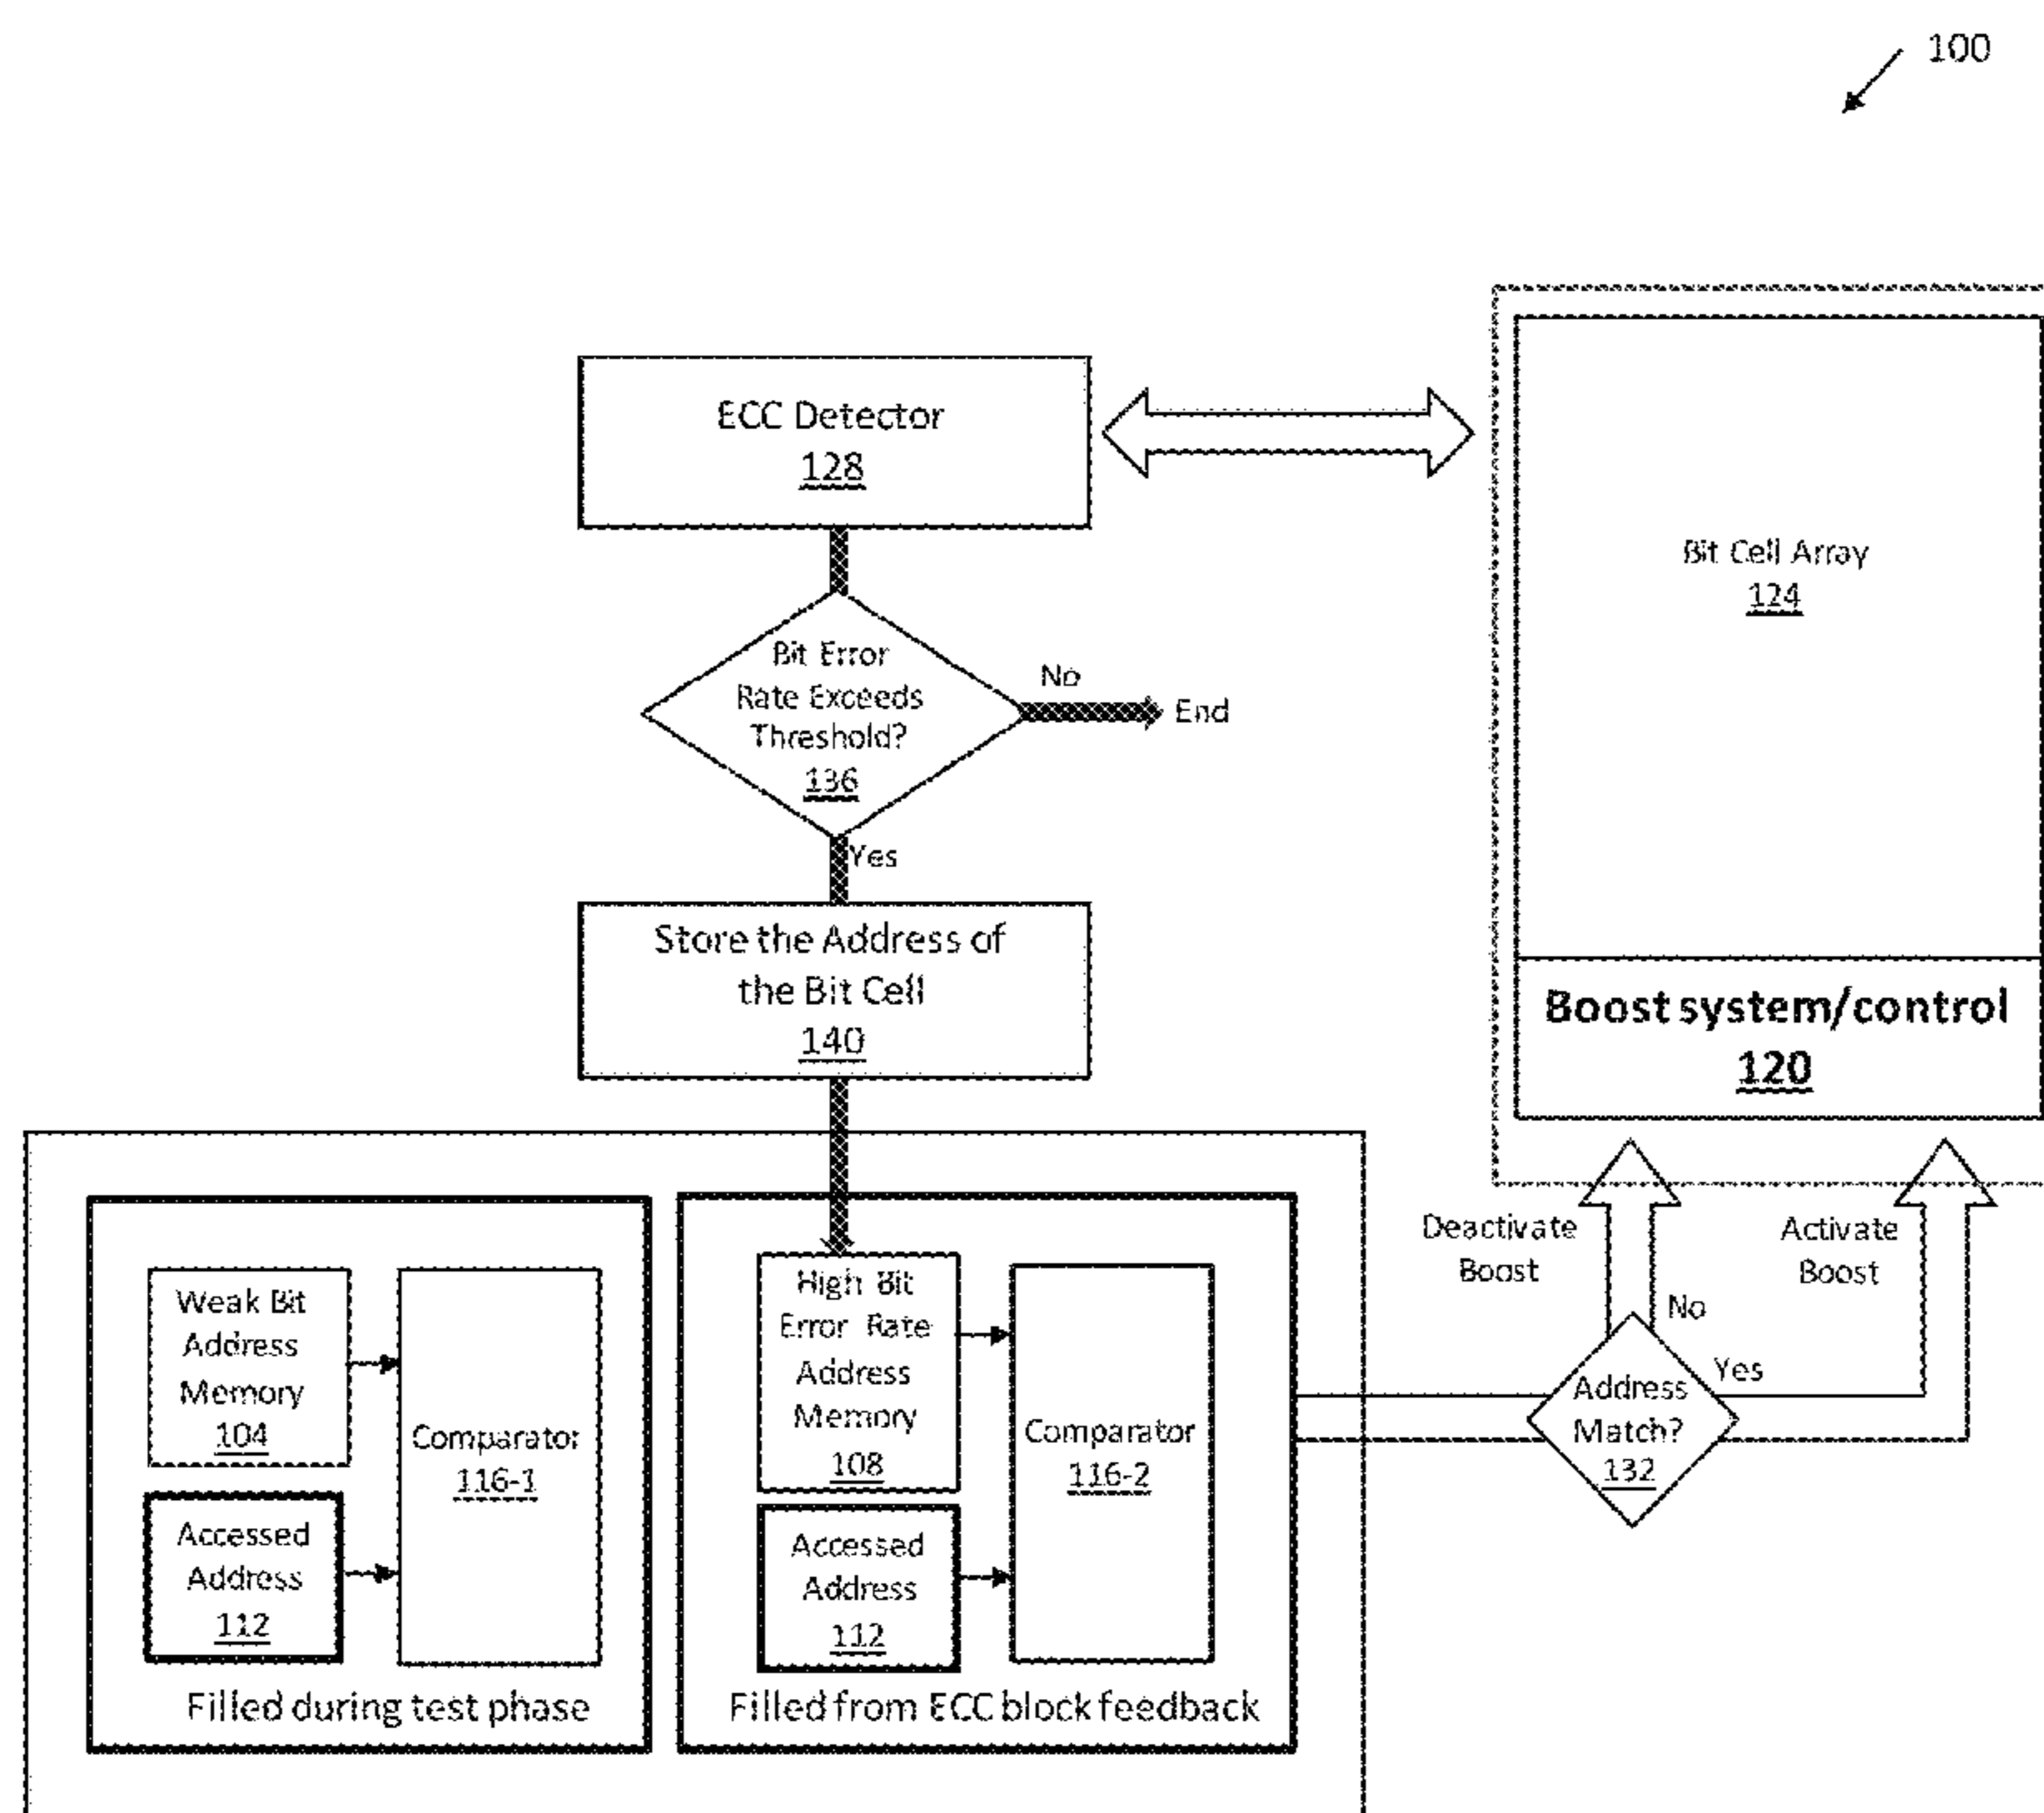 100
ECC Detector
128
Bit Cell Array
124
Bit Error
Rate Exceeds
Threshold?
136
No
End
Yes
Store the Address of
the Bit Cell
140
Boost system/control
120
Deactivate
Boost
Activate
Boost
No
Yes
Address
Match?
132
Weak Bit
Address
Memory
104
Accessed
Address
112
Comparator
116-1
Filled during test phase
High Bit
Error Rate
Address
Memory
108
Accessed
Address
112
Comparator
116-2
Filled from ECC block feedback